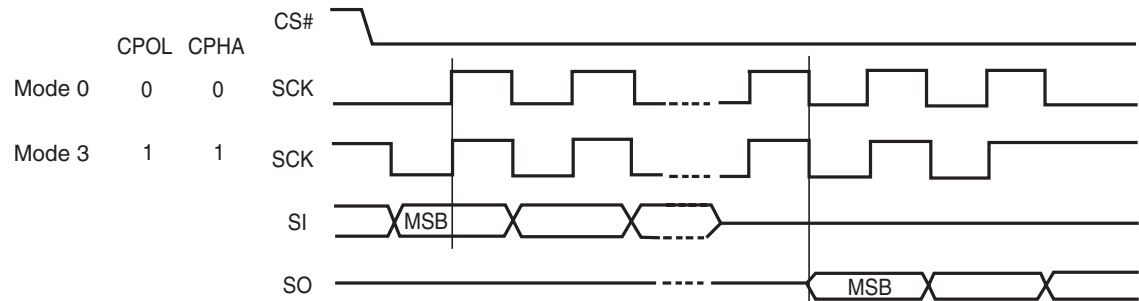 CS#
CPOL CPHA
Mode 0 0 0 SCK
Mode 3 1 1 SCK
SI MSB
SO MSB